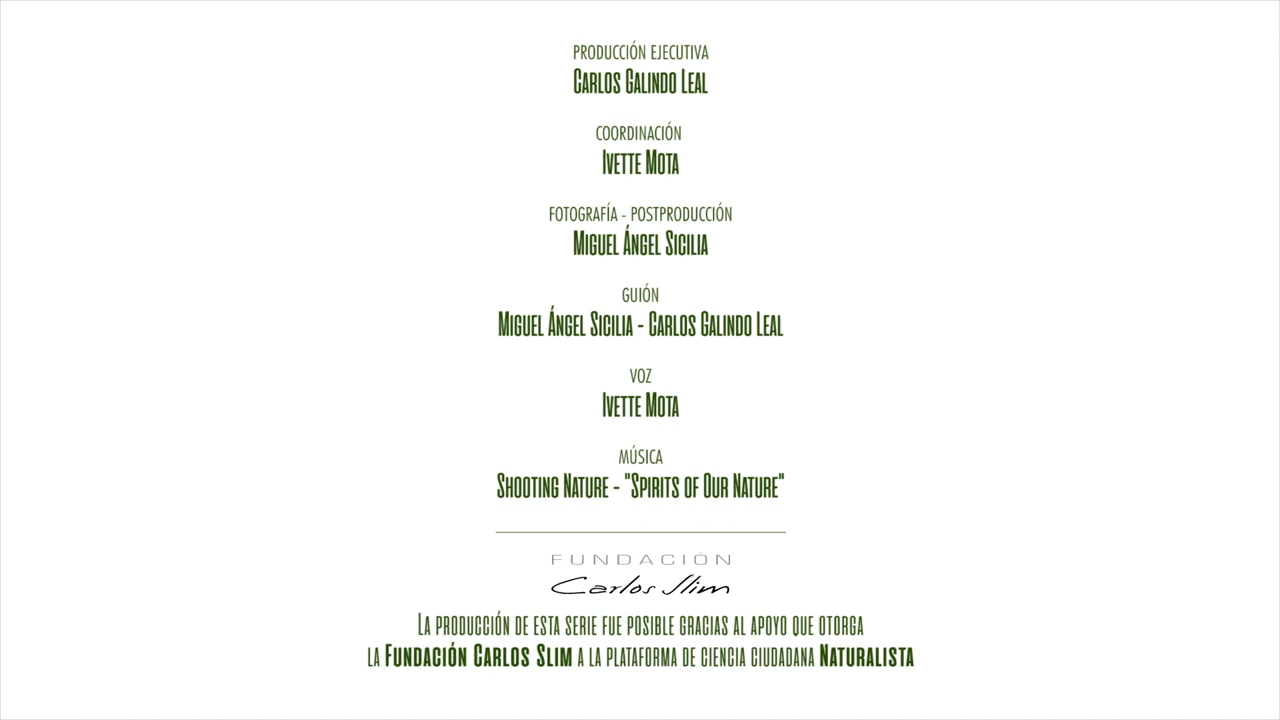 PRODUCCIÓN EJECUTIVA
CARLOS GALINDO LEAL
COORDINACIÓN
IVETTE MOTA
FOTOGRAFÍA - POSTPRODUCCIÓN
MIGUEL ÁNGEL SICILIA
GUIÓN
MIGUEL ÁNGEL SICILIA - CARLOS GALINDO LEAL
VOZ
IVETTE MOTA
MÚSICA
SHOOTING NATURE - "SPIRITS OF OUR NATURE"
FUNDACIÓN
Carlos Slim
LA PRODUCCIÓN DE ESTA SERIE FUE POSIBLE GRACIAS AL APOYO QUE OTORGA
LA FUNDACIÓN CARLOS SLIM A LA PLATAFORMA DE CIENCIA CIUDADANA NATURALISTA